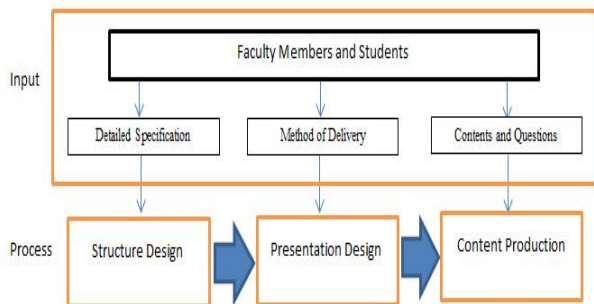 Faculty Members and Students
Input
Detailed Specification
Method of Delivery
Contents and Questions
Process
Structure Design
Presentation Design
Content Production